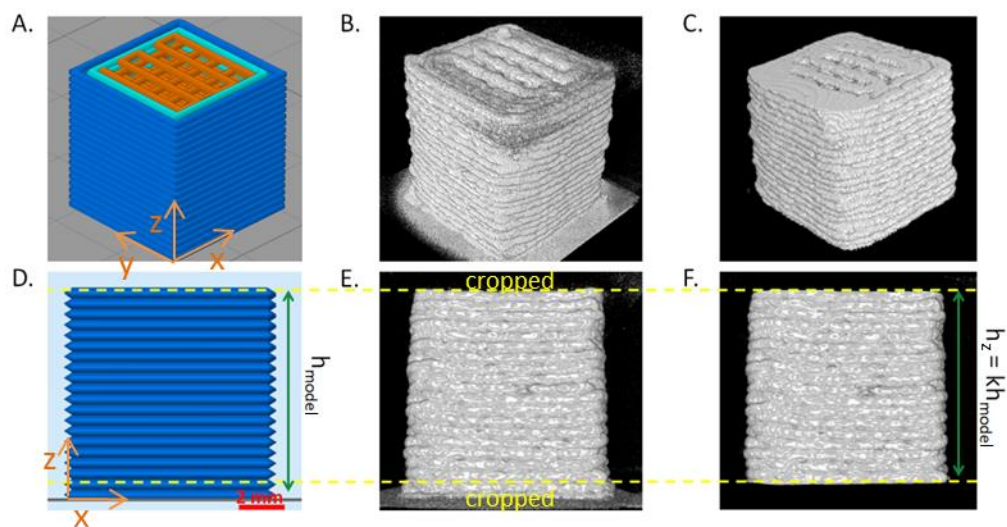 A.
B.
C.
z
y
x
D.
E.
F.
cropped
h_model
h_z = kh_model
z
x
2 mm
cropped